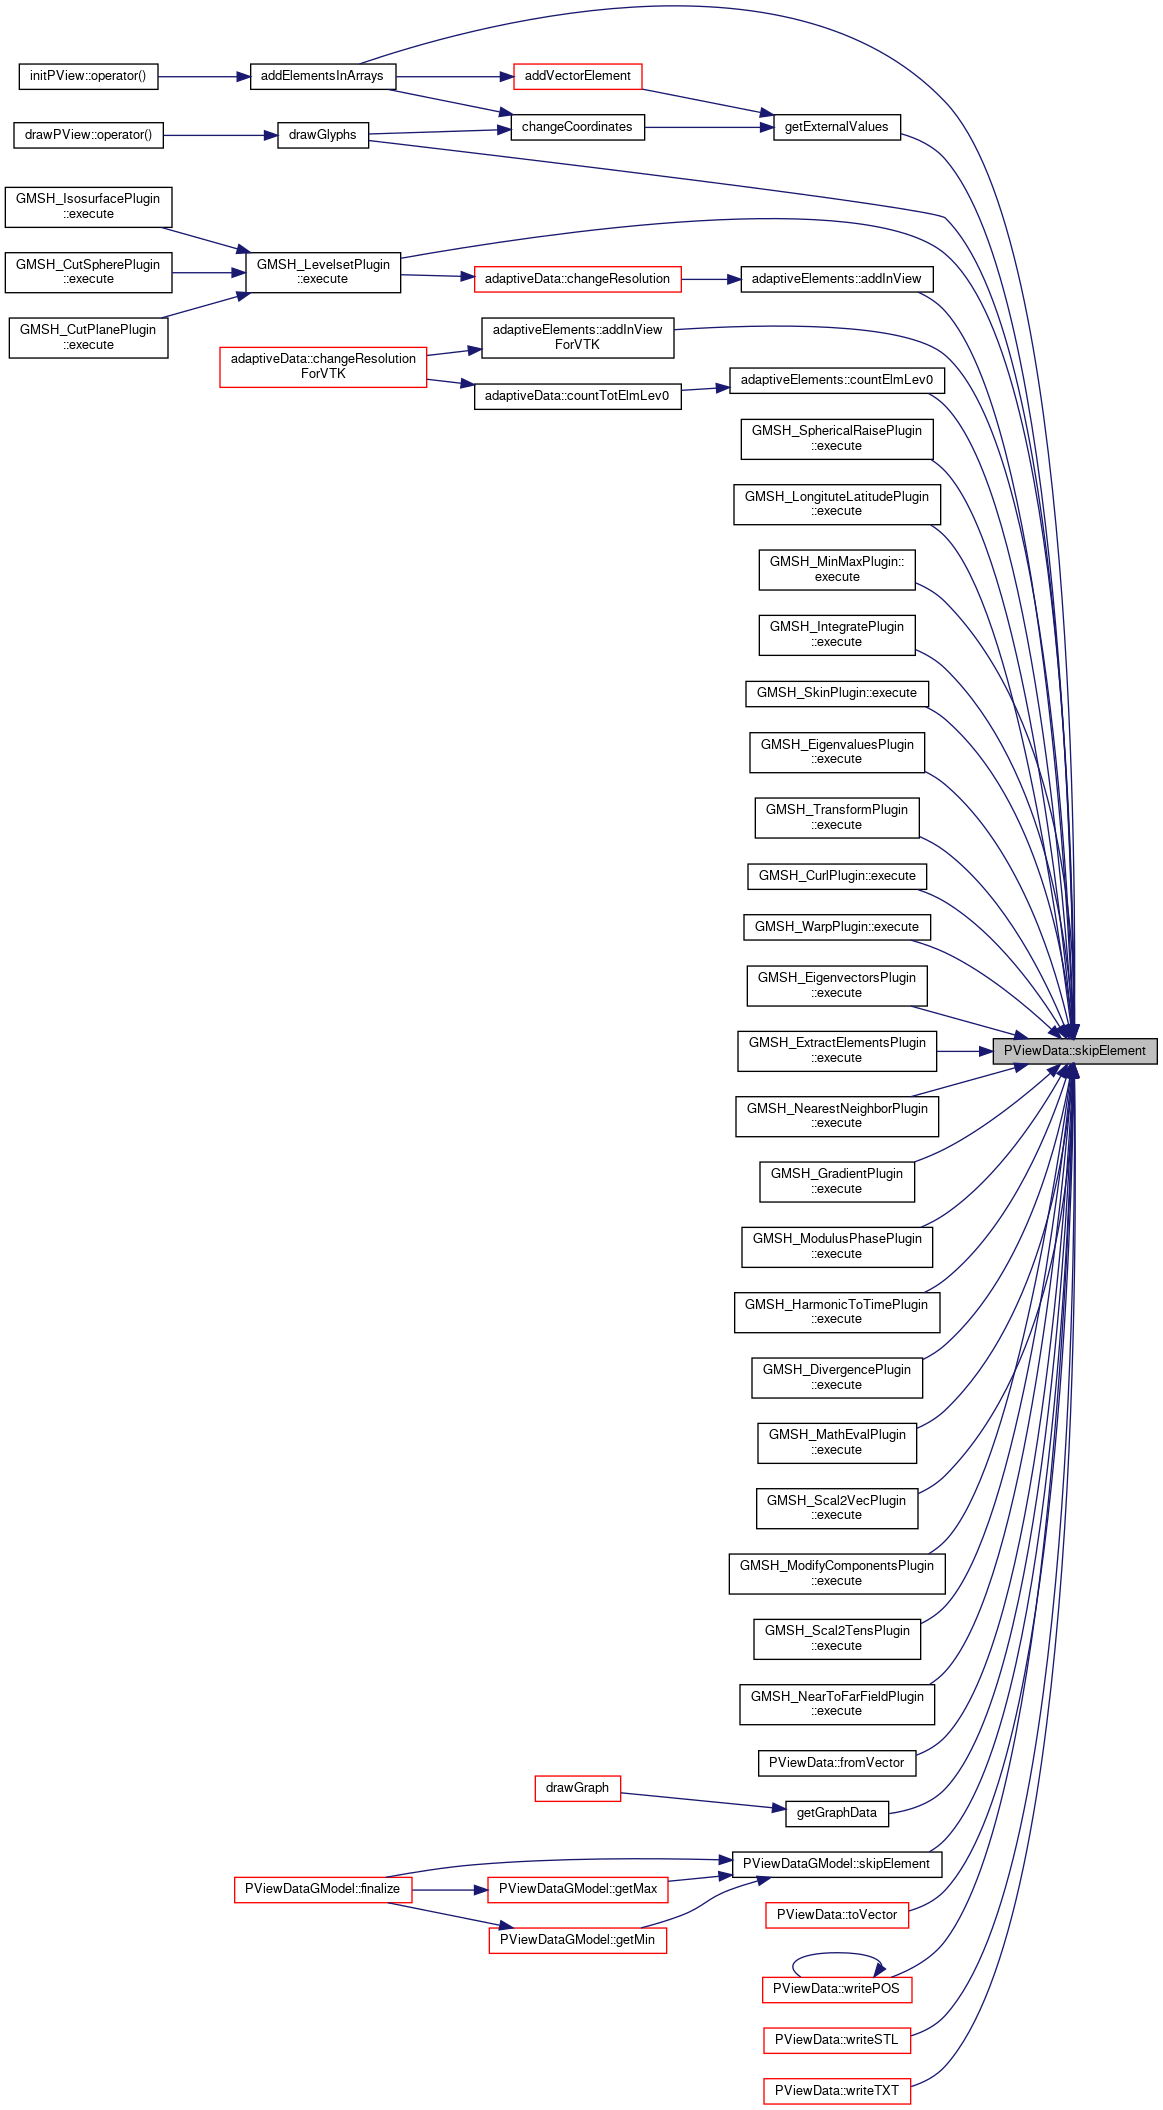 initPView::operator()
addElementsInArrays
addVectorElement
drawPView::operator()
drawGlyphs
changeCoordinates
getExternalValues
GMSH_IsosurfacePlugin
::execute
GMSH_CutSpherePlugin
::execute
GMSH_LevelsetPlugin
::execute
adaptiveData::changeResolution
adaptiveElements::addInView
GMSH_CutPlanePlugin
::execute
adaptiveData::changeResolution
ForVTK
adaptiveElements::addInView
ForVTK
adaptiveData::countTotElmLev0
adaptiveElements::countElmLev0
GMSH_SphericalRaisePlugin
::execute
GMSH_LongituteLatitudePlugin
::execute
GMSH_MinMaxPlugin::
execute
GMSH_IntegratePlugin
::execute
GMSH_SkinPlugin::execute
GMSH_EigenvaluesPlugin
::execute
GMSH_TransformPlugin
::execute
GMSH_CurlPlugin::execute
GMSH_WarpPlugin::execute
GMSH_EigenvectorsPlugin
::execute
GMSH_ExtractElementsPlugin
::execute
PViewData::skipElement
GMSH_NearestNeighborPlugin
::execute
GMSH_GradientPlugin
::execute
GMSH_ModulusPhasePlugin
::execute
GMSH_HarmonicToTimePlugin
::execute
GMSH_DivergencePlugin
::execute
GMSH_MathEvalPlugin
::execute
GMSH_Scal2VecPlugin
::execute
GMSH_ModifyComponentsPlugin
::execute
GMSH_Scal2TensPlugin
::execute
GMSH_NearToFarFieldPlugin
::execute
PViewData::fromVector
drawGraph
getGraphData
PViewDataGModel::skipElement
PViewDataGModel::finalize
PViewDataGModel::getMax
PViewData::toVector
PViewDataGModel::getMin
PViewData::writePOS
PViewData::writeSTL
PViewData::writeTXT